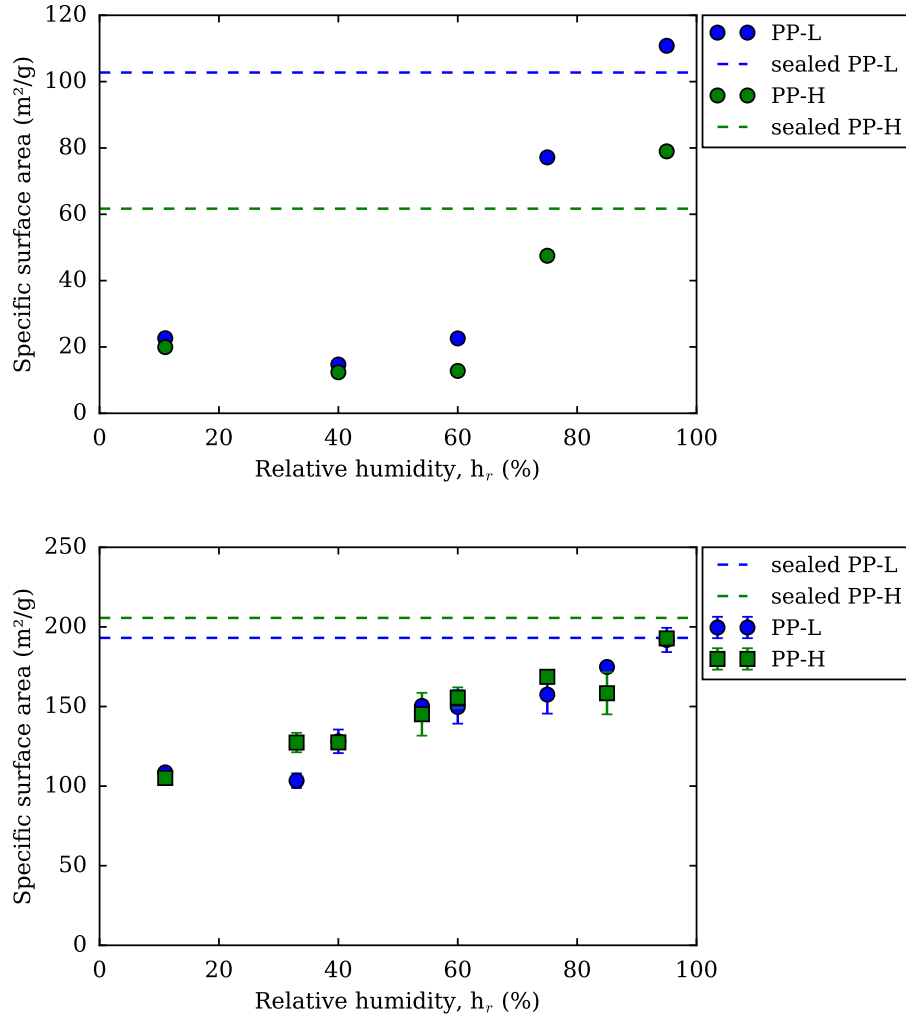 120
100
80
60
40
20
0
Specific surface area (m²/g)
0 20 40 60 80 100
Relative humidity, hᵣ (%)
PP-L
sealed PP-L
PP-H
sealed PP-H
250
200
150
100
50
0
Specific surface area (m²/g)
0 20 40 60 80 100
Relative humidity, hᵣ (%)
sealed PP-L
sealed PP-H
PP-L
PP-H